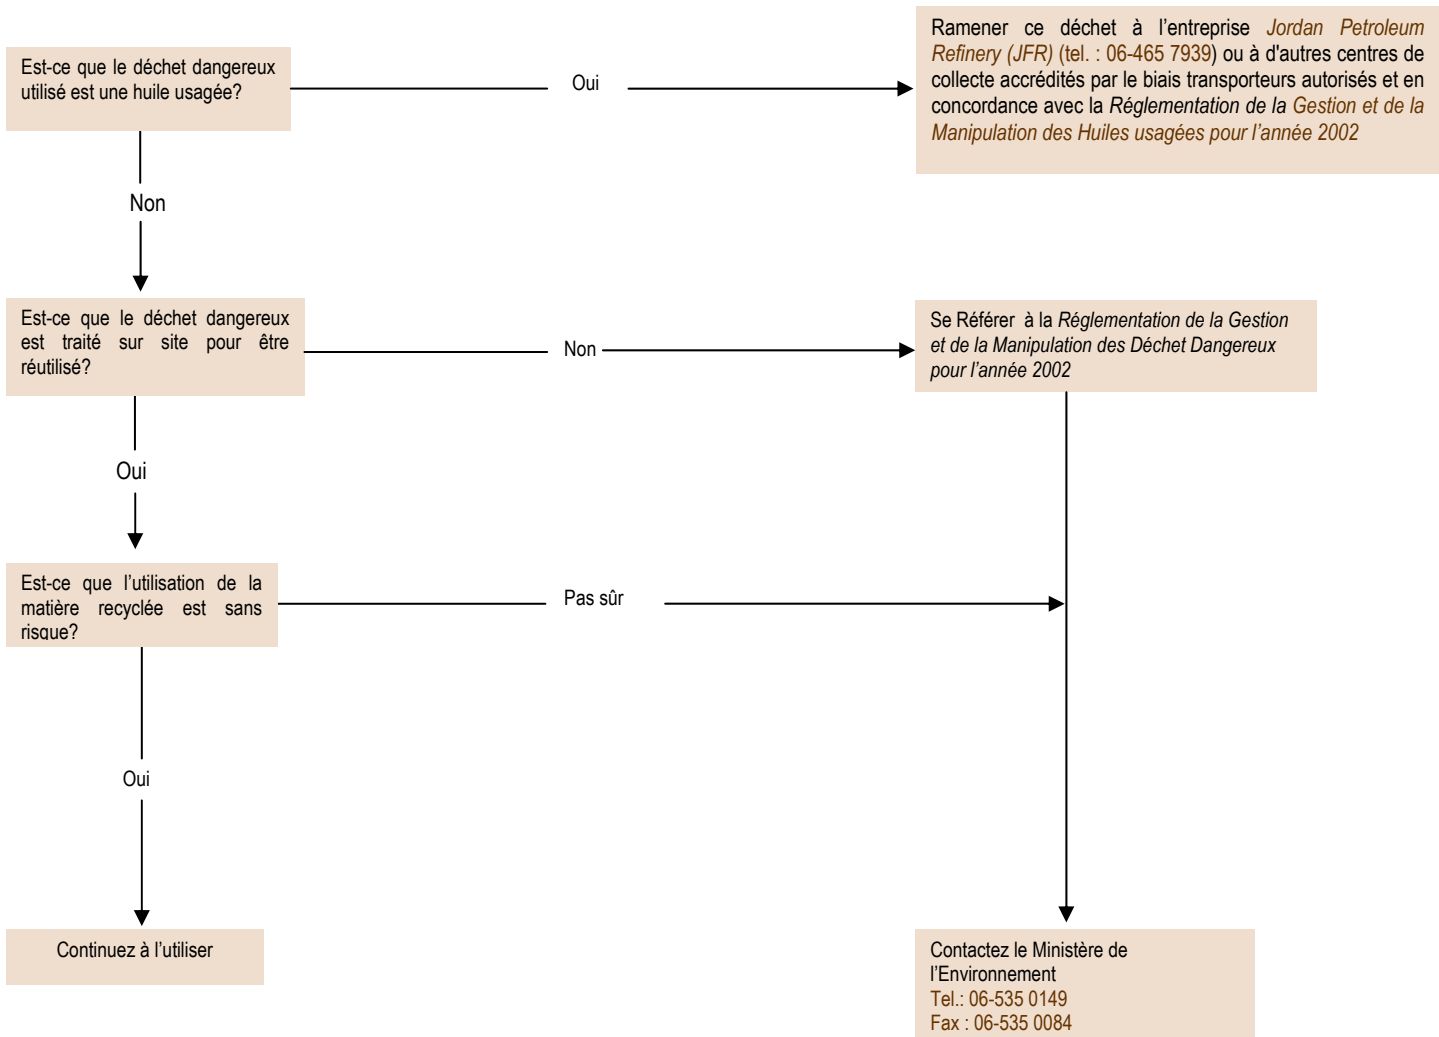 Est-ce que le déchet dangereux
utilisé est une huile usagée?
Oui
Ramener ce déchet à l'entreprise Jordan Petroleum
Refinery (JFR) (tel. : 06-465 7939) ou à d'autres centres de
collecte accrédités par le biais transporteurs autorisés et en
concordance avec la Réglementation de la Gestion et de la
Manipulation des Huiles usagées pour l'année 2002
Non
Est-ce que le déchet dangereux
est traité sur site pour être
réutilisé?
Non
Se Référer à la Réglementation de la Gestion
et de la Manipulation des Déchet Dangereux
pour l'année 2002
Oui
Est-ce que l'utilisation de la
matière recyclée est sans
risque?
Pas sûr
Oui
Continuez à l'utiliser
Contactez le Ministère de
l'Environnement
Tel.: 06-535 0149
Fax : 06-535 0084